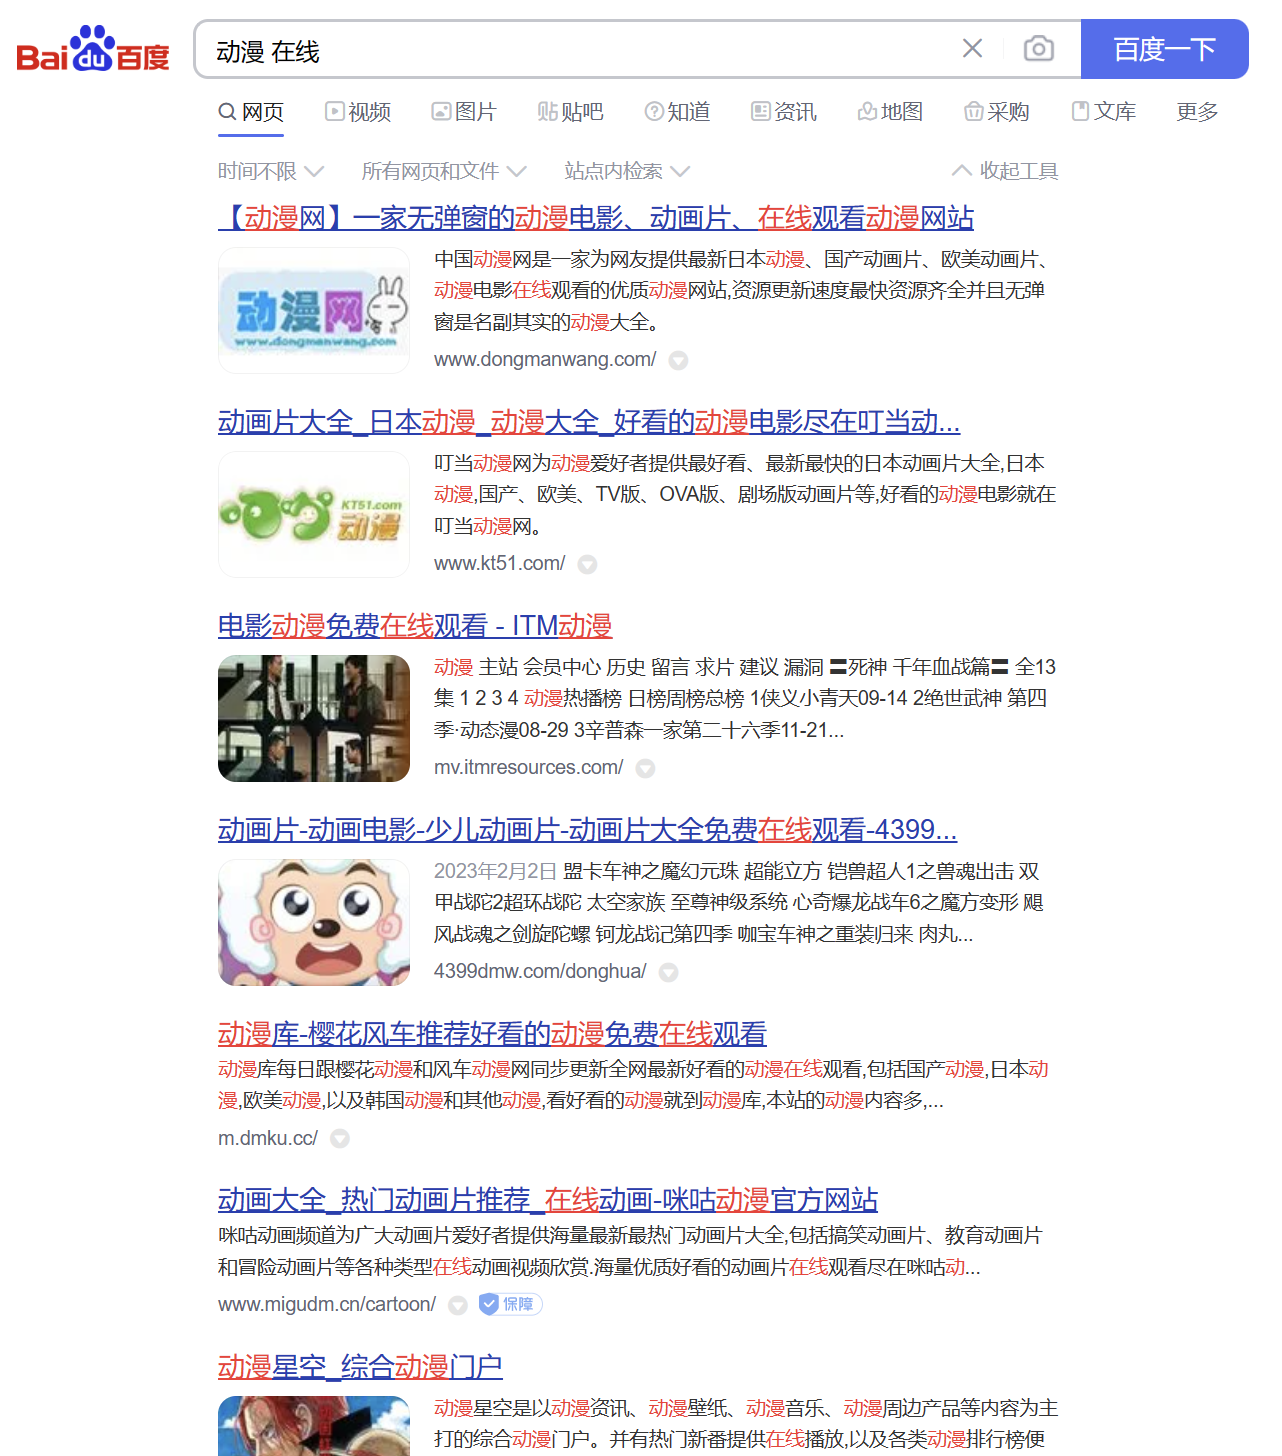 Bai du 百度
动漫 在线
百度一下
网页 视频 图片 贴吧 知道 资讯 地图 采购 文库 更多
时间不限 所有网页和文件 站点内检索 收起工具
【动漫网】一家无弹窗的动漫电影、动画片、在线观看动漫网站
动漫网
www.dongmanwang.com
中国动漫网是一家为网友提供最新日本动漫、国产动画片、欧美动画片、
动漫电影在线观看的优质动漫网站,资源更新速度最快资源齐全并且无弹
窗是名副其实的动漫大全。
www.dongmanwang.com/
动画片大全_日本动漫_动漫大全_好看的动漫电影尽在叮当动...
KT51.com
动漫
叮当动漫网为动漫爱好者提供最好看、最新最快的日本动画片大全,日本
动漫,国产、欧美、TV版、OVA版、剧场版动画片等,好看的动漫电影就在
叮当动漫网。
www.kt51.com/
电影动漫免费在线观看 - ITM动漫
动漫 主站 会员中心 历史 留言 求片 建议 漏洞 〓死神 千年血战篇〓 全13
集 1 2 3 4 动漫热播榜 日榜周榜总榜 1侠义小青天09-14 2绝世武神 第四
季·动态漫08-29 3辛普森一家第二十六季11-21...
mv.itmresources.com/
动画片-动画电影-少儿动画片-动画片大全免费在线观看-4399...
2023年2月2日 盟卡车神之魔幻元珠 超能立方 铠兽超人1之兽魂出击 双
甲战陀2超环战陀 太空家族 至尊神级系统 心奇爆龙战车6之魔方变形 飓
风战魂之剑旋陀螺 钶龙战记第四季 咖宝车神之重装归来 肉丸...
4399dmw.com/donghua/
动漫库-樱花风车推荐好看的动漫免费在线观看
动漫库每日跟樱花动漫和风车动漫网同步更新全网最新好看的动漫在线观看,包括国产动漫,日本动
漫,欧美动漫,以及韩国动漫和其他动漫,看好看的动漫就到动漫库,本站的动漫内容多,...
m.dmku.cc/
动画大全_热门动画片推荐_在线动画-咪咕动漫官方网站
咪咕动画频道为广大动画片爱好者提供海量最新最热门动画片大全,包括搞笑动画片、教育动画片
和冒险动画片等各种类型在线动画视频欣赏.海量优质好看的动画片在线观看尽在咪咕动...
www.migudm.cn/cartoon/ 保障
动漫星空_综合动漫门户
动漫星空是以动漫资讯、动漫壁纸、动漫音乐、动漫周边产品等内容为主
打的综合动漫门户。并有热门新番提供在线播放,以及各类动漫排行榜便